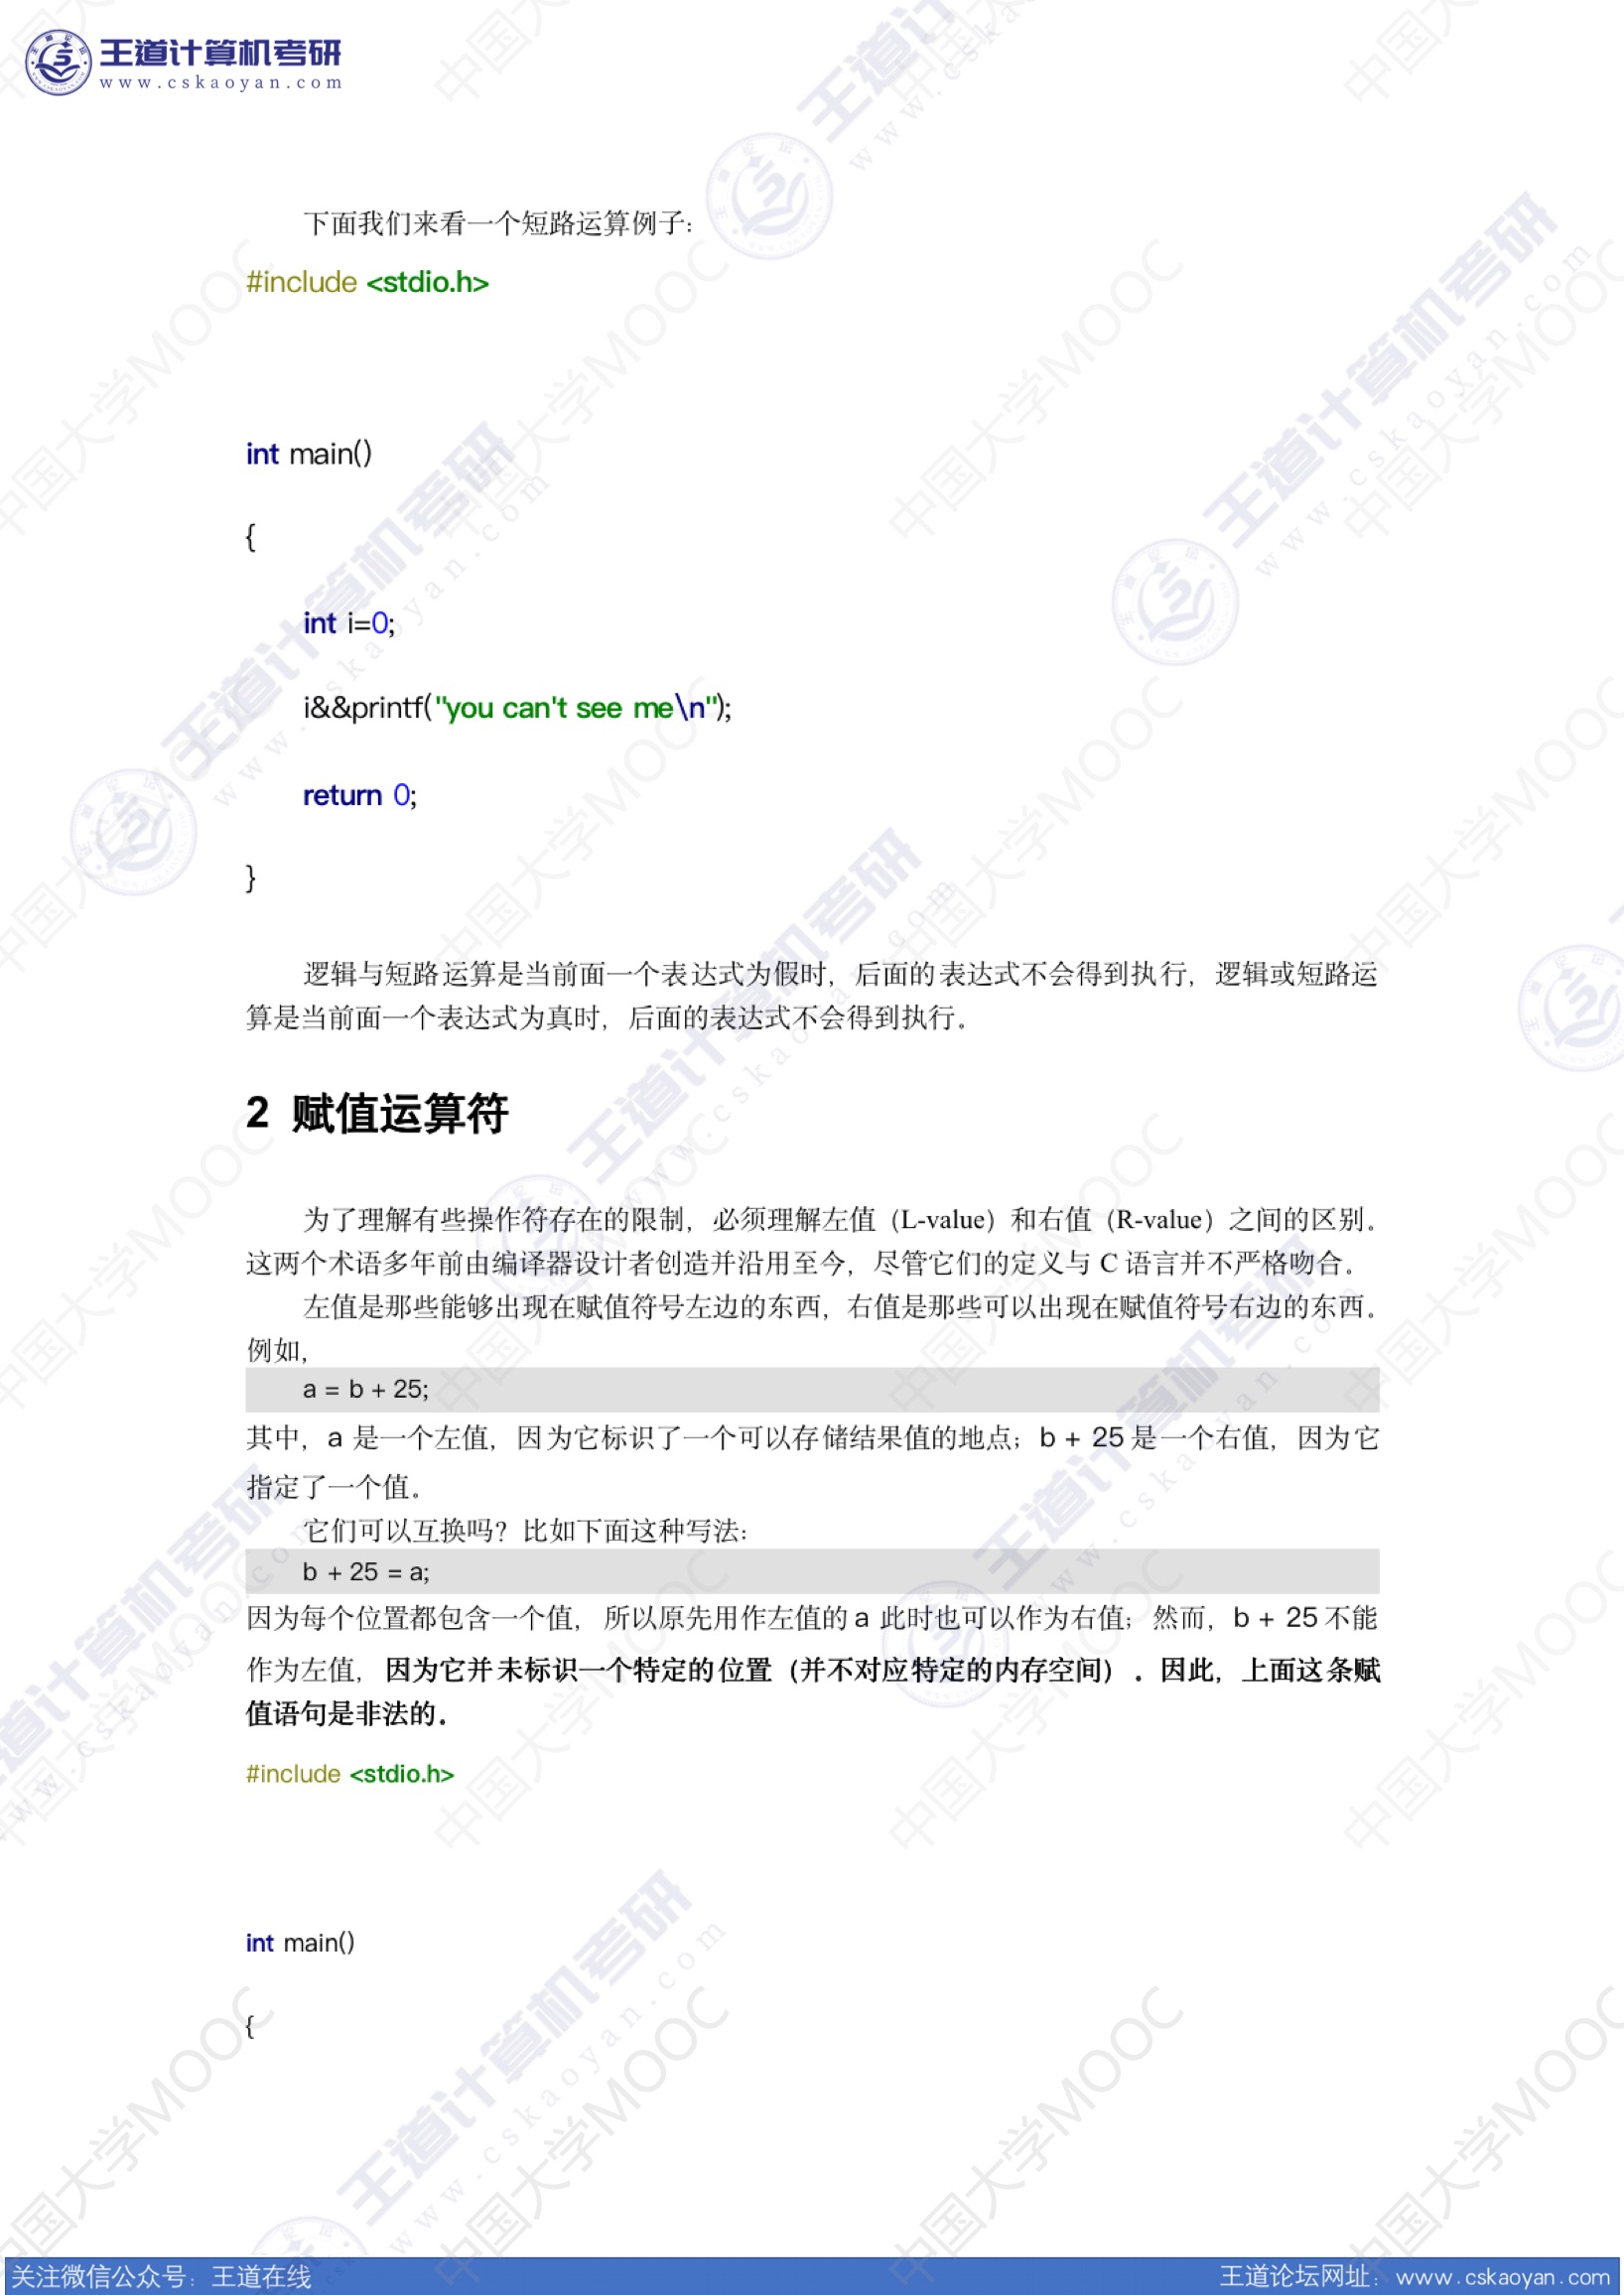 王道计算机考研
www.cskaoyan.com
下面我们来看一个短路运算例子:
#include <stdio.h>
int main()
{
int i=0;
i&&printf("you can't see me\n");
return 0;
}
逻辑与短路运算是当前面一个表达式为假时，后面的表达式不会得到执行，逻辑或短路运
算是当前面一个表达式为真时，后面的表达式不会得到执行。
2 赋值运算符
为了理解有些操作符存在的限制，必须理解左值（L-value）和右值（R-value）之间的区别。
这两个术语多年前由编译器设计者创造并沿用至今，尽管它们的定义与 C 语言并不严格吻合。
左值是那些能够出现在赋值符号左边的东西，右值是那些可以出现在赋值符号右边的东西。
例如，
a = b + 25;
其中，a 是一个左值，因为它标识了一个可以存储结果值的地点；b + 25 是一个右值，因为它
指定了一个值。
它们可以互换吗？比如下面这种写法：
b + 25 = a;
因为每个位置都包含一个值，所以原先用作左值的 a 此时也可以作为右值；然而，b + 25 不能
作为左值，因为它并未标识一个特定的位置（并不对应特定的内存空间）. 因此，上面这条赋
值语句是非法的.
#include <stdio.h>
int main()
{
关注微信公众号：王道在线
王道论坛网址：www.cskaoyan.com